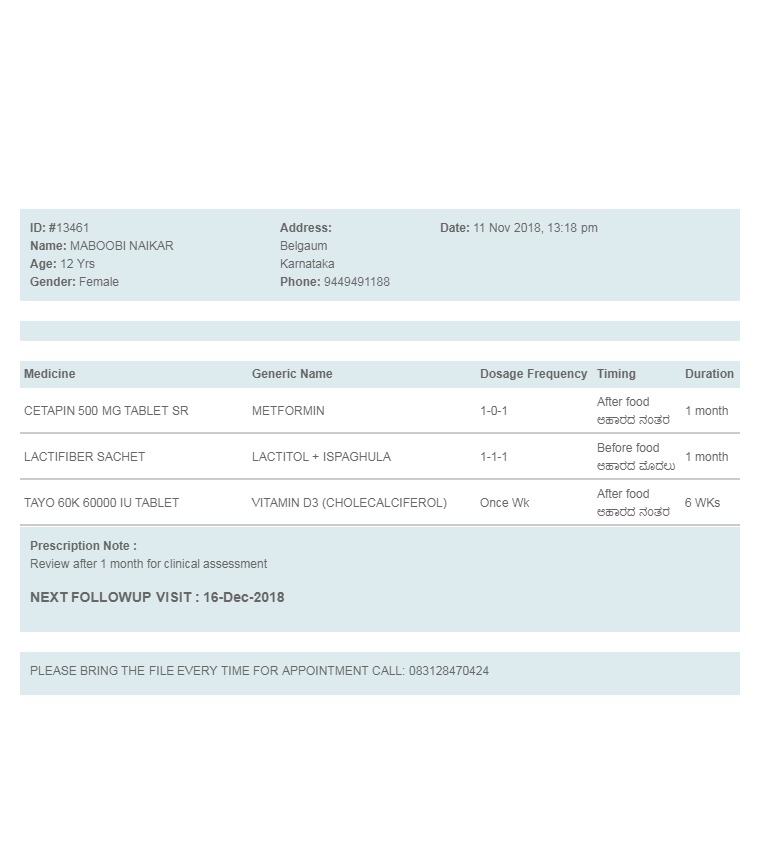 ID: #13461 Address: Date: 11 Nov 2018, 13:18 pm
Name: MABOOBI NAIKAR Belgaum
Age: 12 Yrs Karnataka
Gender: Female Phone: 9449491188
Medicine Generic Name Dosage Frequency Timing Duration
CETAPIN 500 MG TABLET SR METFORMIN 1-0-1 After food ಆಹಾರದ ನಂತರ 1 month
LACTIFIBER SACHET LACTITOL + ISPAGHULA 1-1-1 Before food ಆಹಾರದ ಮೊದಲು 1 month
TAYO 60K 60000 IU TABLET VITAMIN D3 (CHOLECALCIFEROL) Once Wk After food ಆಹಾರದ ನಂತರ 6 WKs
Prescription Note :
Review after 1 month for clinical assessment
NEXT FOLLOWUP VISIT : 16-Dec-2018
PLEASE BRING THE FILE EVERY TIME FOR APPOINTMENT CALL: 083128470424